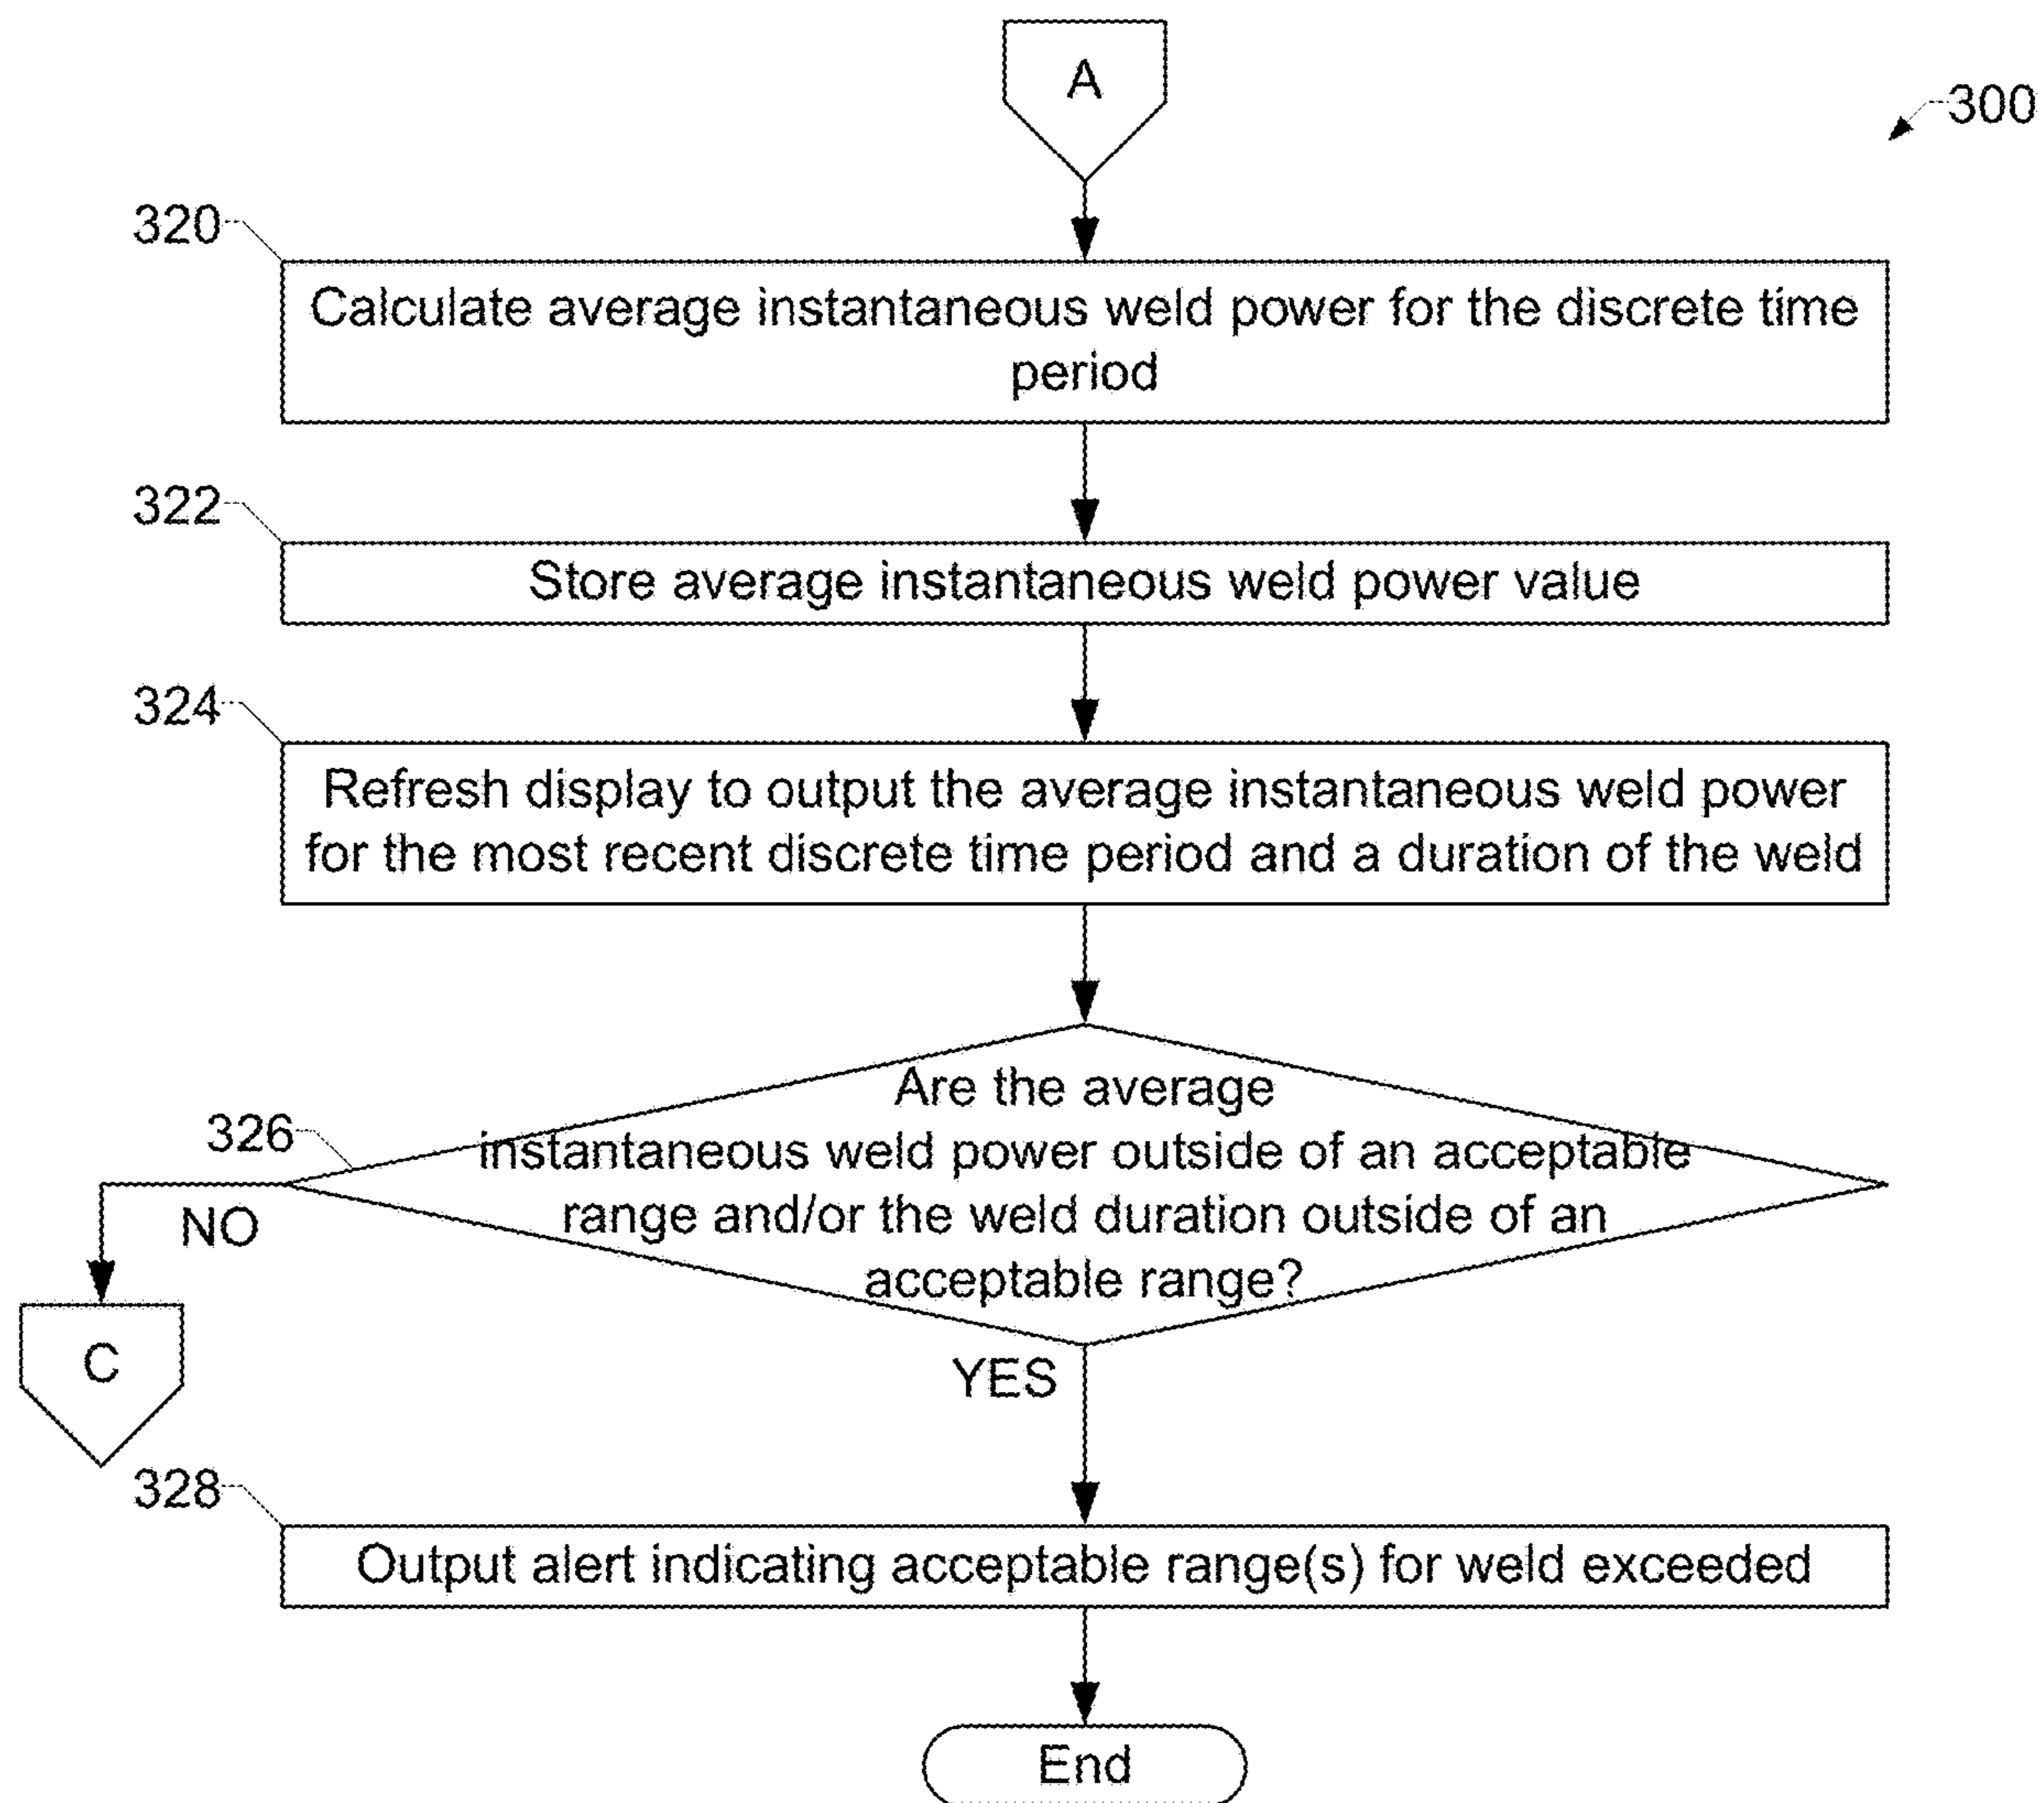 A
300
320
Calculate average instantaneous weld power for the discrete time
period
322
Store average instantaneous weld power value
324
Refresh display to output the average instantaneous weld power
for the most recent discrete time period and a duration of the weld
326
Are the average
instantaneous weld power outside of an acceptable
range and/or the weld duration outside of an
acceptable range?
NO
C
YES
328
Output alert indicating acceptable range(s) for weld exceeded
End